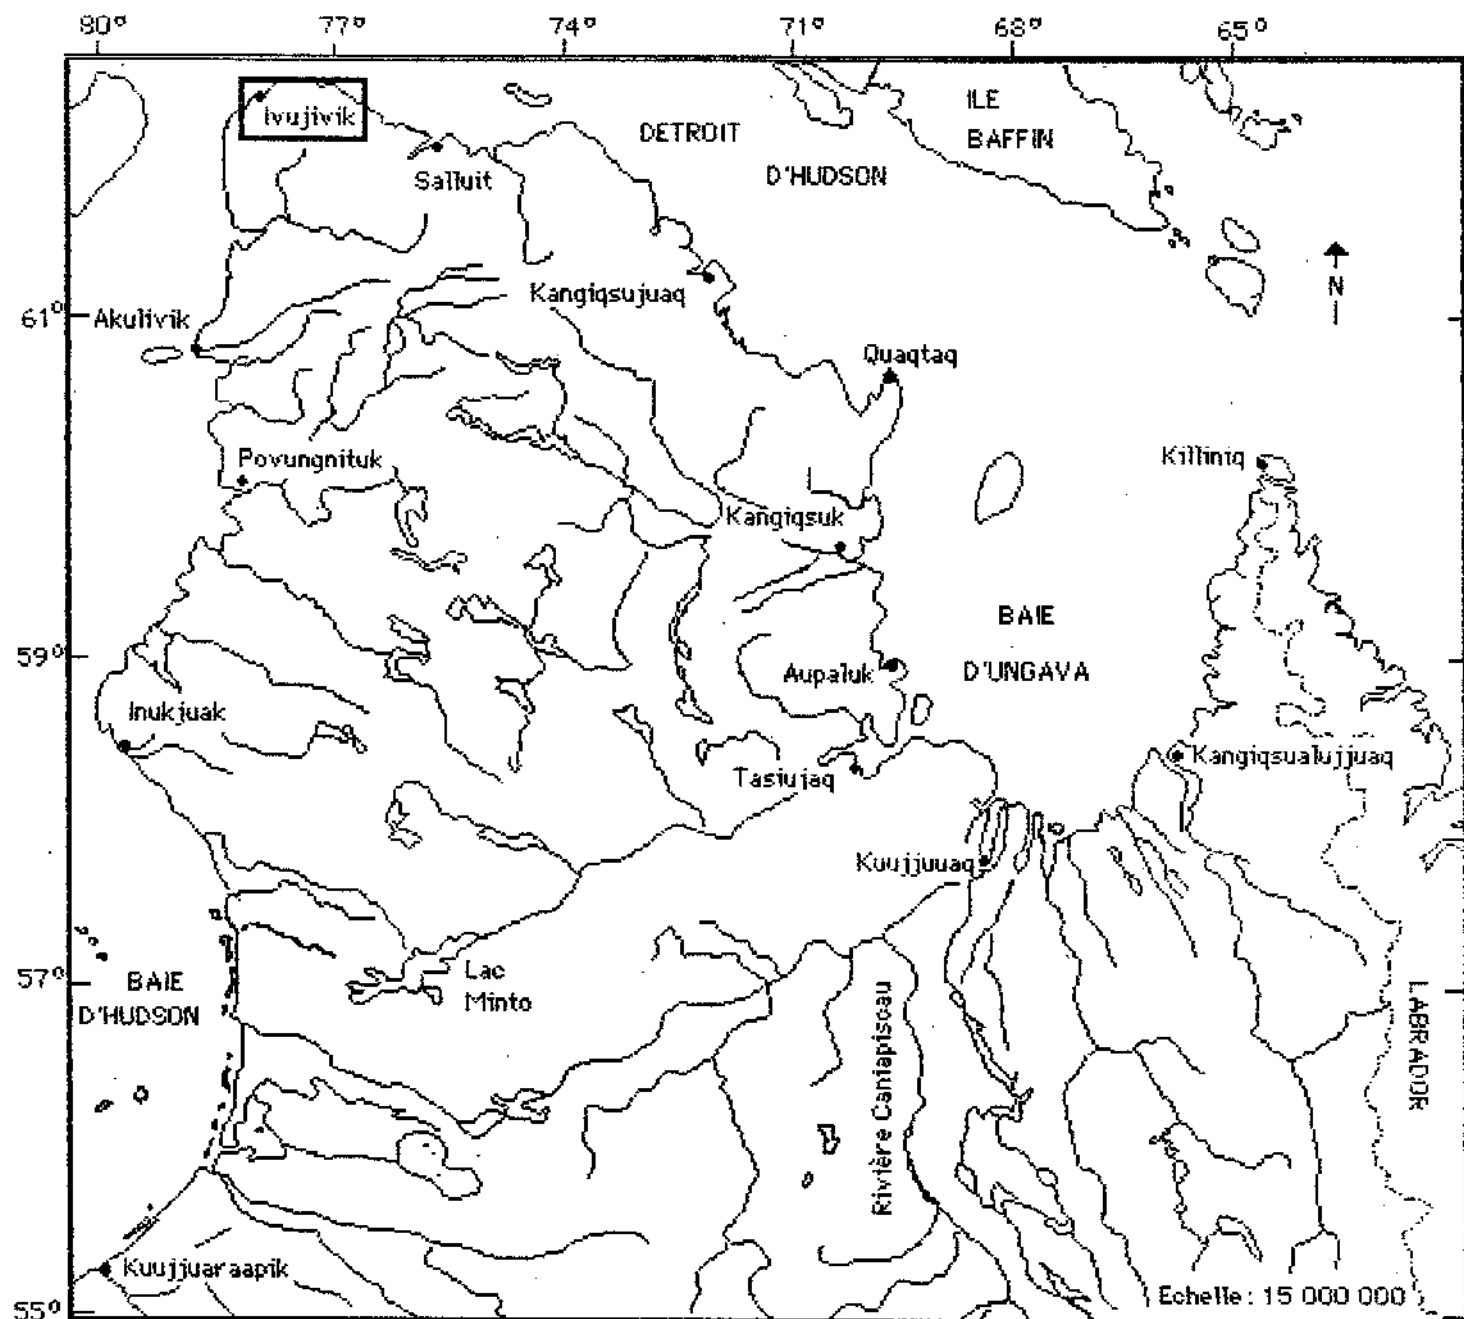 80° 77° 74° 71° 68° 65°
Ivujivik
DETROIT
D'HUDSON
ILE
BAFFIN
Salluit
N
Kangiqsujuaq
61°
Akulivik
Quaqtaq
Povungnituk
Killiniq
Kangiqsuk
BAIE
D'UNGAVA
59°
Aupaluk
Inukjuak
Tasiujaq
Kangiqsualujjuaq
Kuujjuuaq
57°
BAIE
D'HUDSON
Lac
Minto
Rivière Caniapiscau
LABRADOR
Kuujjuaraapik
Echelle : 15 000 000
55°